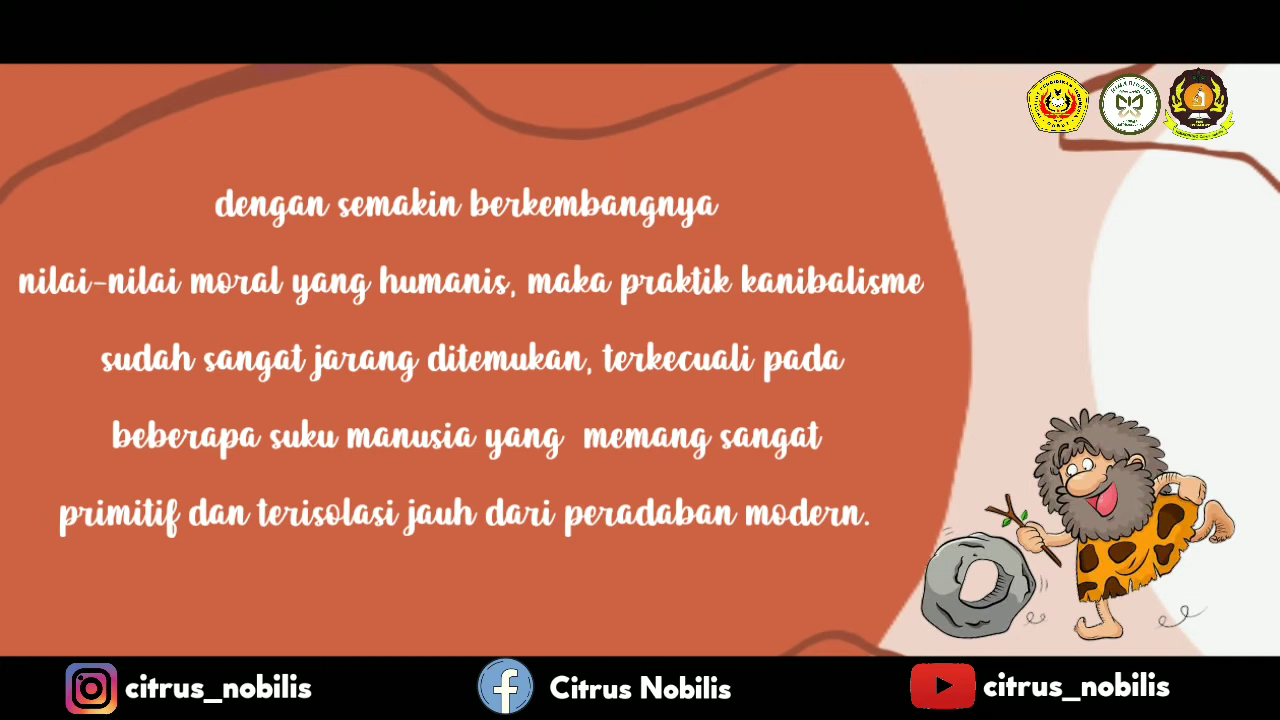 dengan semakin berkembangnya
nilai-nilai moral yang humanis, maka praktik kanibalisme
sudah sangat jarang ditemukan, terkecuali pada
beberapa suku manusia yang memang sangat
primitif dan terisolasi jauh dari peradaban modern.
citrus_nobilis
Citrus Nobilis
citrus_nobilis